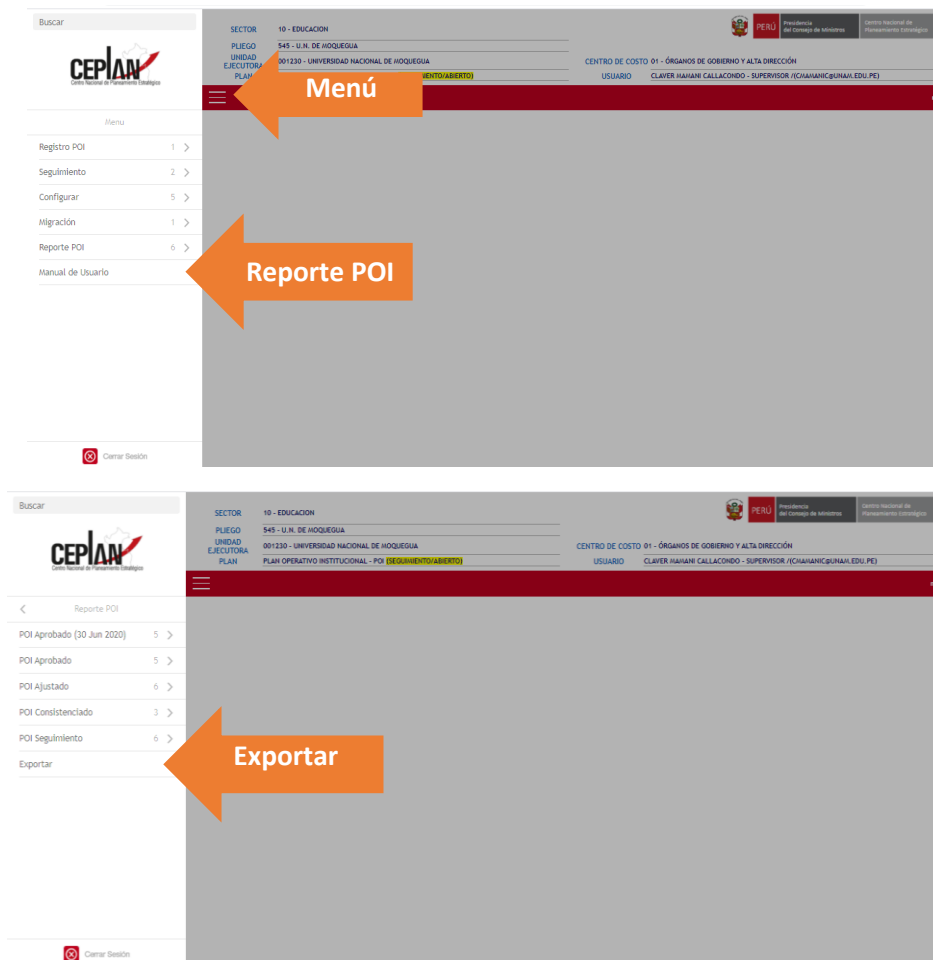 Buscar
SECTOR 10 - EDUCACION
PERÚ Presidencia del Consejo de Ministros Centro Nacional de Planeamiento Estratégico
PLIEGO 545 - U.N. DE MOQUEGUA
UNIDAD EJECUTORA 001230 - UNIVERSIDAD NACIONAL DE MOQUEGUA
CENTRO DE COSTO 01 - ÓRGANOS DE GOBIERNO Y ALTA DIRECCIÓN
PLAN MIENTO/ABIERTO)
USUARIO CLAVER MAMANI CALLACONDO - SUPERVISOR /(CMAMANIC@UNAM.EDU.PE)
CEPLAN
Centro Nacional de Planeamiento Estratégico
Menú
Menu
Registro POI 1
Seguimiento 2
Configurar 5
Migración 1
Reporte POI 6
Manual de Usuario
Reporte POI
Cerrar Sesión
Buscar
SECTOR 10 - EDUCACION
PERÚ Presidencia del Consejo de Ministros Centro Nacional de Planeamiento Estratégico
PLIEGO 545 - U.N. DE MOQUEGUA
UNIDAD EJECUTORA 001230 - UNIVERSIDAD NACIONAL DE MOQUEGUA
CENTRO DE COSTO 01 - ÓRGANOS DE GOBIERNO Y ALTA DIRECCIÓN
PLAN PLAN OPERATIVO INSTITUCIONAL - POI (SEGUIMIENTO/ABIERTO)
USUARIO CLAVER MAMANI CALLACONDO - SUPERVISOR /(CMAMANIC@UNAM.EDU.PE)
CEPLAN
Centro Nacional de Planeamiento Estratégico
Reporte POI
POI Aprobado (30 Jun 2020) 5
POI Aprobado 5
POI Ajustado 6
POI Consistenciado 3
POI Seguimiento 6
Exportar
Exportar
Cerrar Sesión